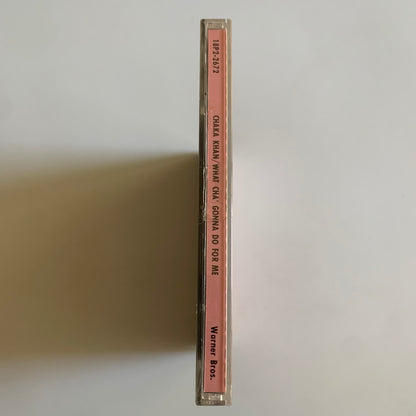 18P2-2672
CHAKA KHAN/WHAT CHA' GONNA DO FOR ME
Warner Bros.